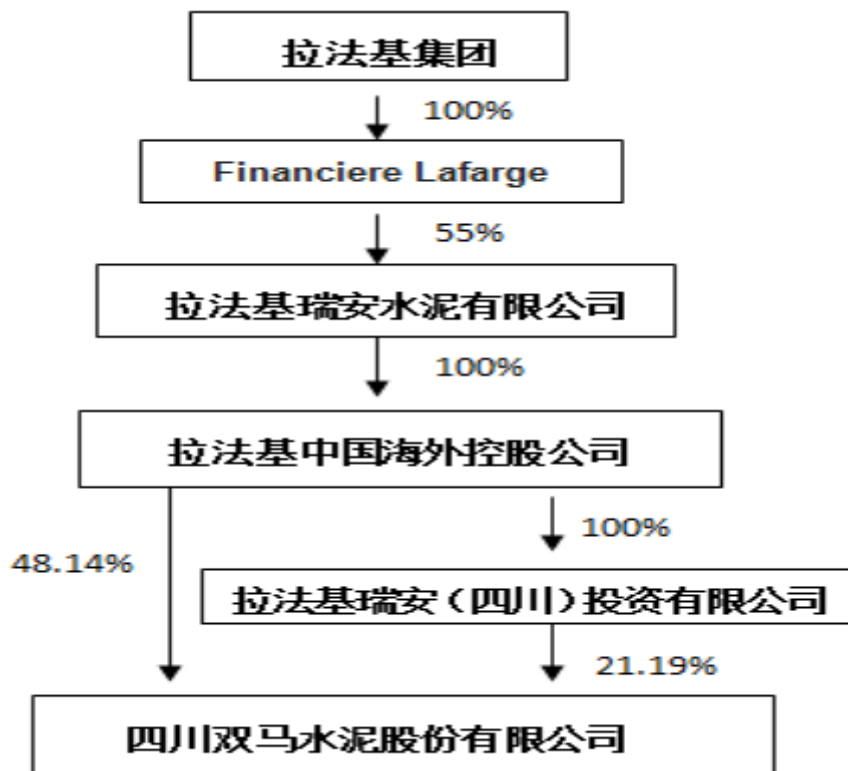 拉法基集团
100%
Financiere Lafarge
55%
拉法基瑞安水泥有限公司
100%
拉法基中国海外控股公司
100%
48.14%
拉法基瑞安（四川）投资有限公司
21.19%
四川双马水泥股份有限公司